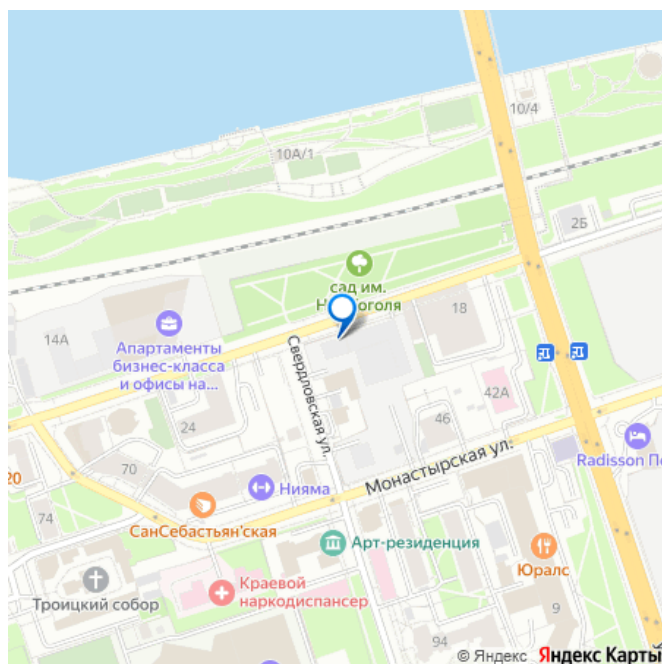 10/4
10А/1
2Б
сад им.
18
14А
Апартаменты
бизнес-класса
и офисы на...
Свердловская ул.
42А
24
46
Radisson
Монастырская ул.
70
20
Нияма
74
СанСебастьян'ская
Арт-резиденция
Юралс
Троицкий собор
Краевой
наркодиспансер
9
94
© Яндекс Яндекс Карты